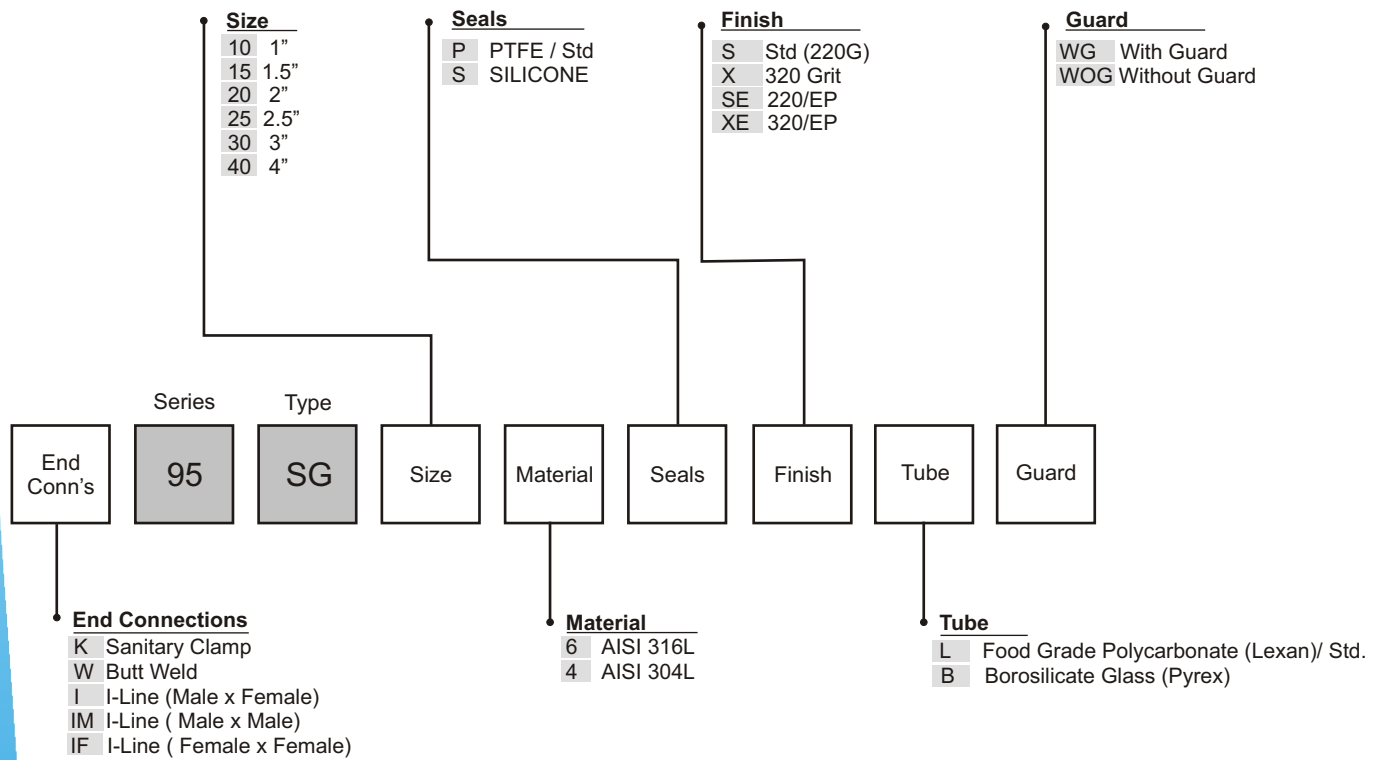 Size
10 1”
15 1.5”
20 2”
25 2.5”
30 3”
40 4”
Seals
P PTFE / Std
S SILICONE
Finish
S Std (220G)
X 320 Grit
SE 220/EP
XE 320/EP
Guard
WG With Guard
WOG Without Guard
Series
Type
End
Conn's
95
SG
Size
Material
Seals
Finish
Tube
Guard
End Connections
K Sanitary Clamp
W Butt Weld
I I-Line (Male x Female)
IM I-Line ( Male x Male)
IF I-Line ( Female x Female)
Material
6 AISI 316L
4 AISI 304L
Tube
L Food Grade Polycarbonate (Lexan)/ Std.
B Borosilicate Glass (Pyrex)